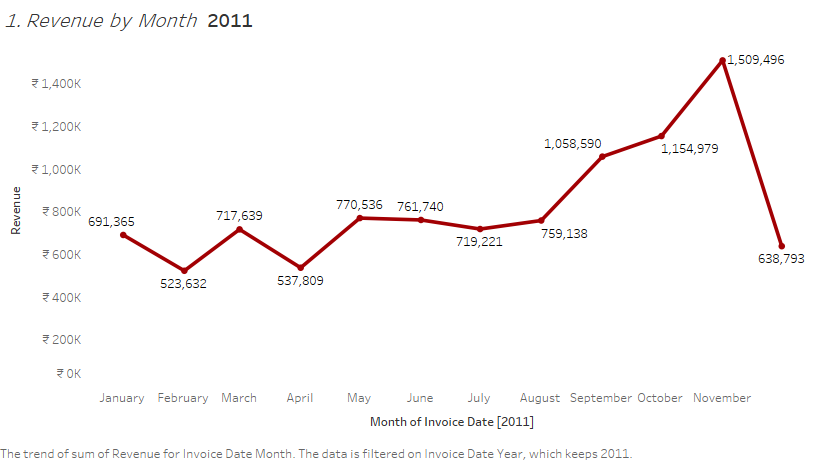 1. Revenue by Month 2011
1,509,496
₹ 1,400K
₹ 1,200K
1,058,590
1,154,979
₹ 1,000K
770,536 761,740
₹ 800K
717,639
691,365
759,138
719,221
Revenue
₹ 600K
638,793
523,632
537,809
₹ 400K
₹ 200K
₹ 0K
January February March April May June July August September October November
Month of Invoice Date [2011]
The trend of sum of Revenue for Invoice Date Month. The data is filtered on Invoice Date Year, which keeps 2011.